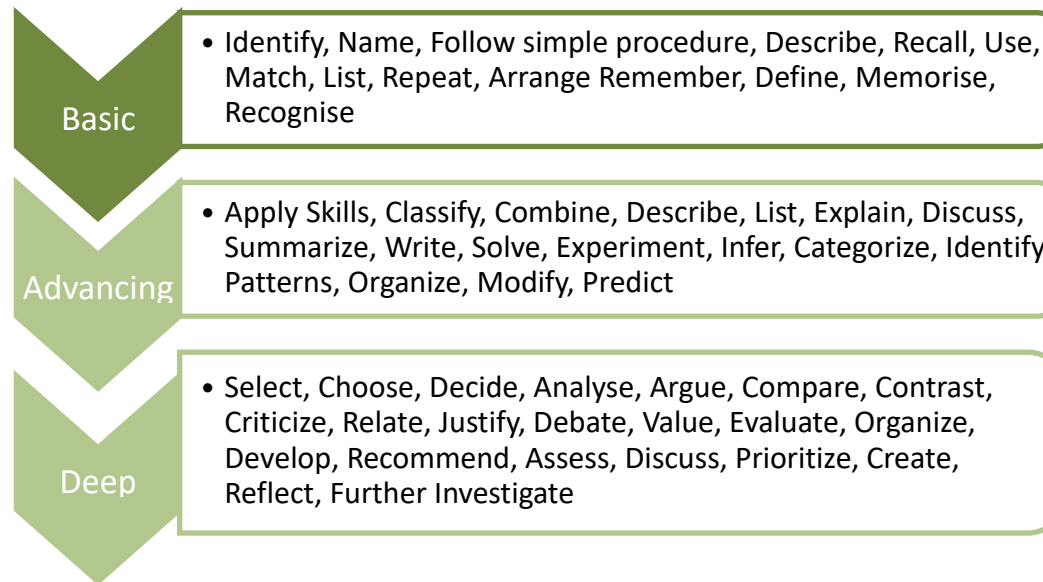 Basic
• Identify, Name, Follow simple procedure, Describe, Recall, Use,
Match, List, Repeat, Arrange Remember, Define, Memorise,
Recognise
Advancing
• Apply Skills, Classify, Combine, Describe, List, Explain, Discuss,
Summarize, Write, Solve, Experiment, Infer, Categorize, Identify
Patterns, Organize, Modify, Predict
Deep
• Select, Choose, Decide, Analyse, Argue, Compare, Contrast,
Criticize, Relate, Justify, Debate, Value, Evaluate, Organize,
Develop, Recommend, Assess, Discuss, Prioritize, Create,
Reflect, Further Investigate